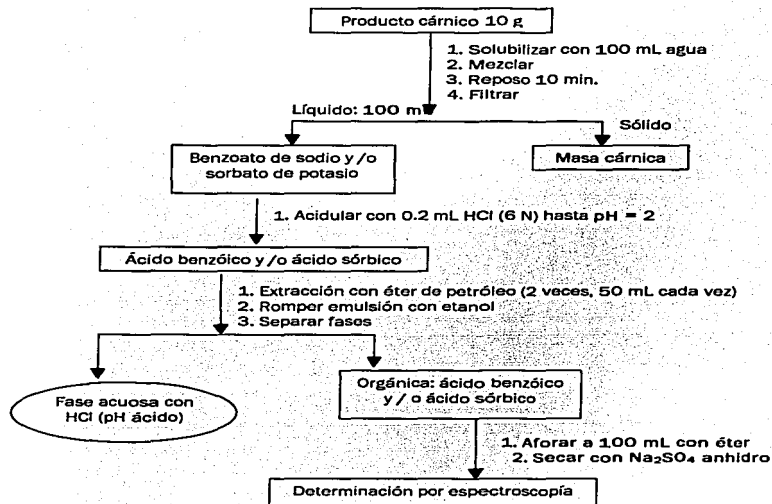 Producto cárnico 10 g
1. Solubilizar con 100 mL agua
2. Mezclar
3. Reposo 10 min.
4. Filtrar
Líquido: 100 m
Sólido
Benzoato de sodio y/o
sorbato de potasio
Masa cárnica
1. Acidular con 0.2 mL HCl (6 N) hasta pH = 2
Ácido benzóico y/o ácido sórbico
1. Extracción con éter de petróleo (2 veces, 50 mL cada vez)
2. Romper emulsión con etanol
3. Separar fases
Fase acuosa con
HCl (pH ácido)
Orgánica: ácido benzóico
y/o ácido sórbico
1. Aforar a 100 mL con éter
2. Secar con Na₂SO₄ anhidro
Determinación por espectroscopía